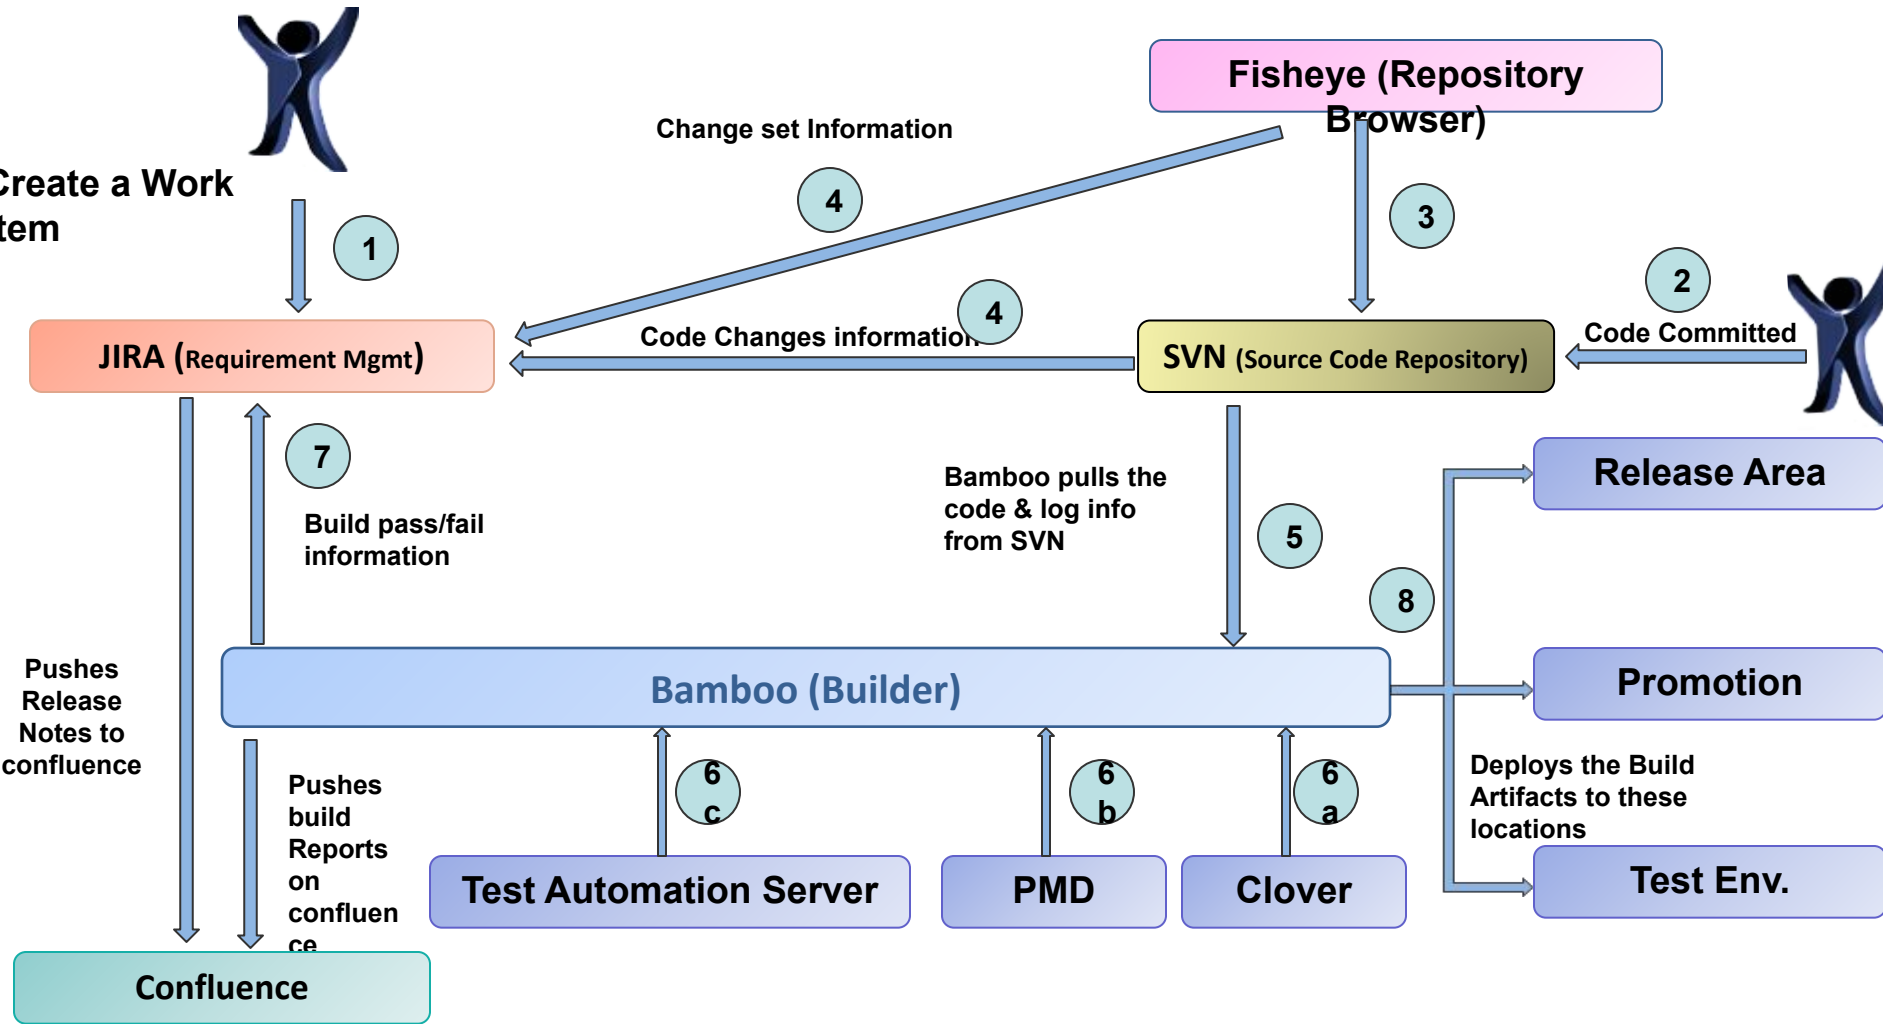 Fisheye (Repository
Browser)
Change set Information
Create a Work
tem
4
3
1
2
4
Code Committed
Code Changes information
JIRA (Requirement Mgmt)
SVN (Source Code Repository)
7
Bamboo pulls the
code & log info
from SVN
Release Area
Build pass/fail
information
5
8
Pushes
Release
Notes to
confluence
Bamboo (Builder)
Promotion
6
c
6
b
6
a
Pushes
build
Reports
on
confluen
ce
Deploys the Build
Artifacts to these
locations
Test Automation Server
PMD
Clover
Test Env.
Confluence